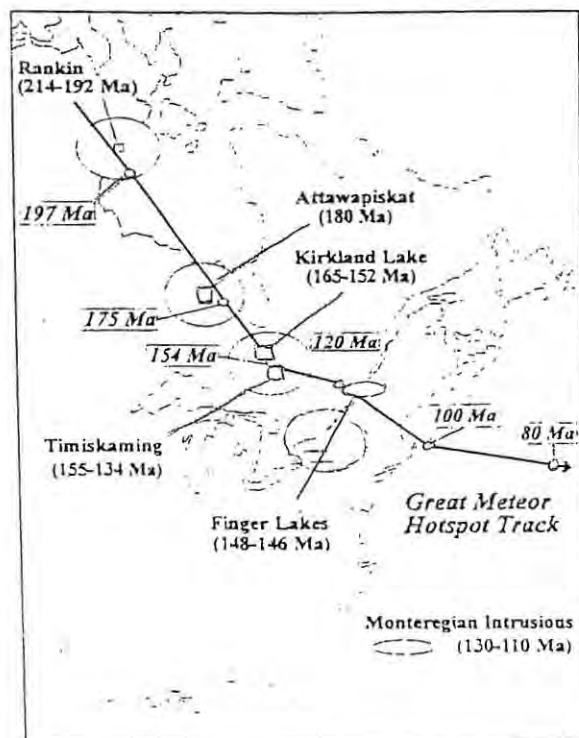 Rankin
(214-192 Ma)
197 Ma
Attawapiskat
(180 Ma)
Kirkland Lake
(165-152 Ma)
175 Ma
154 Ma
120 Ma
100 Ma
80 Ma
Timiskaming
(155-134 Ma)
Finger Lakes
(148-146 Ma)
Great Meteor
Hotspot Track
Monteregian Intrusions
(130-110 Ma)